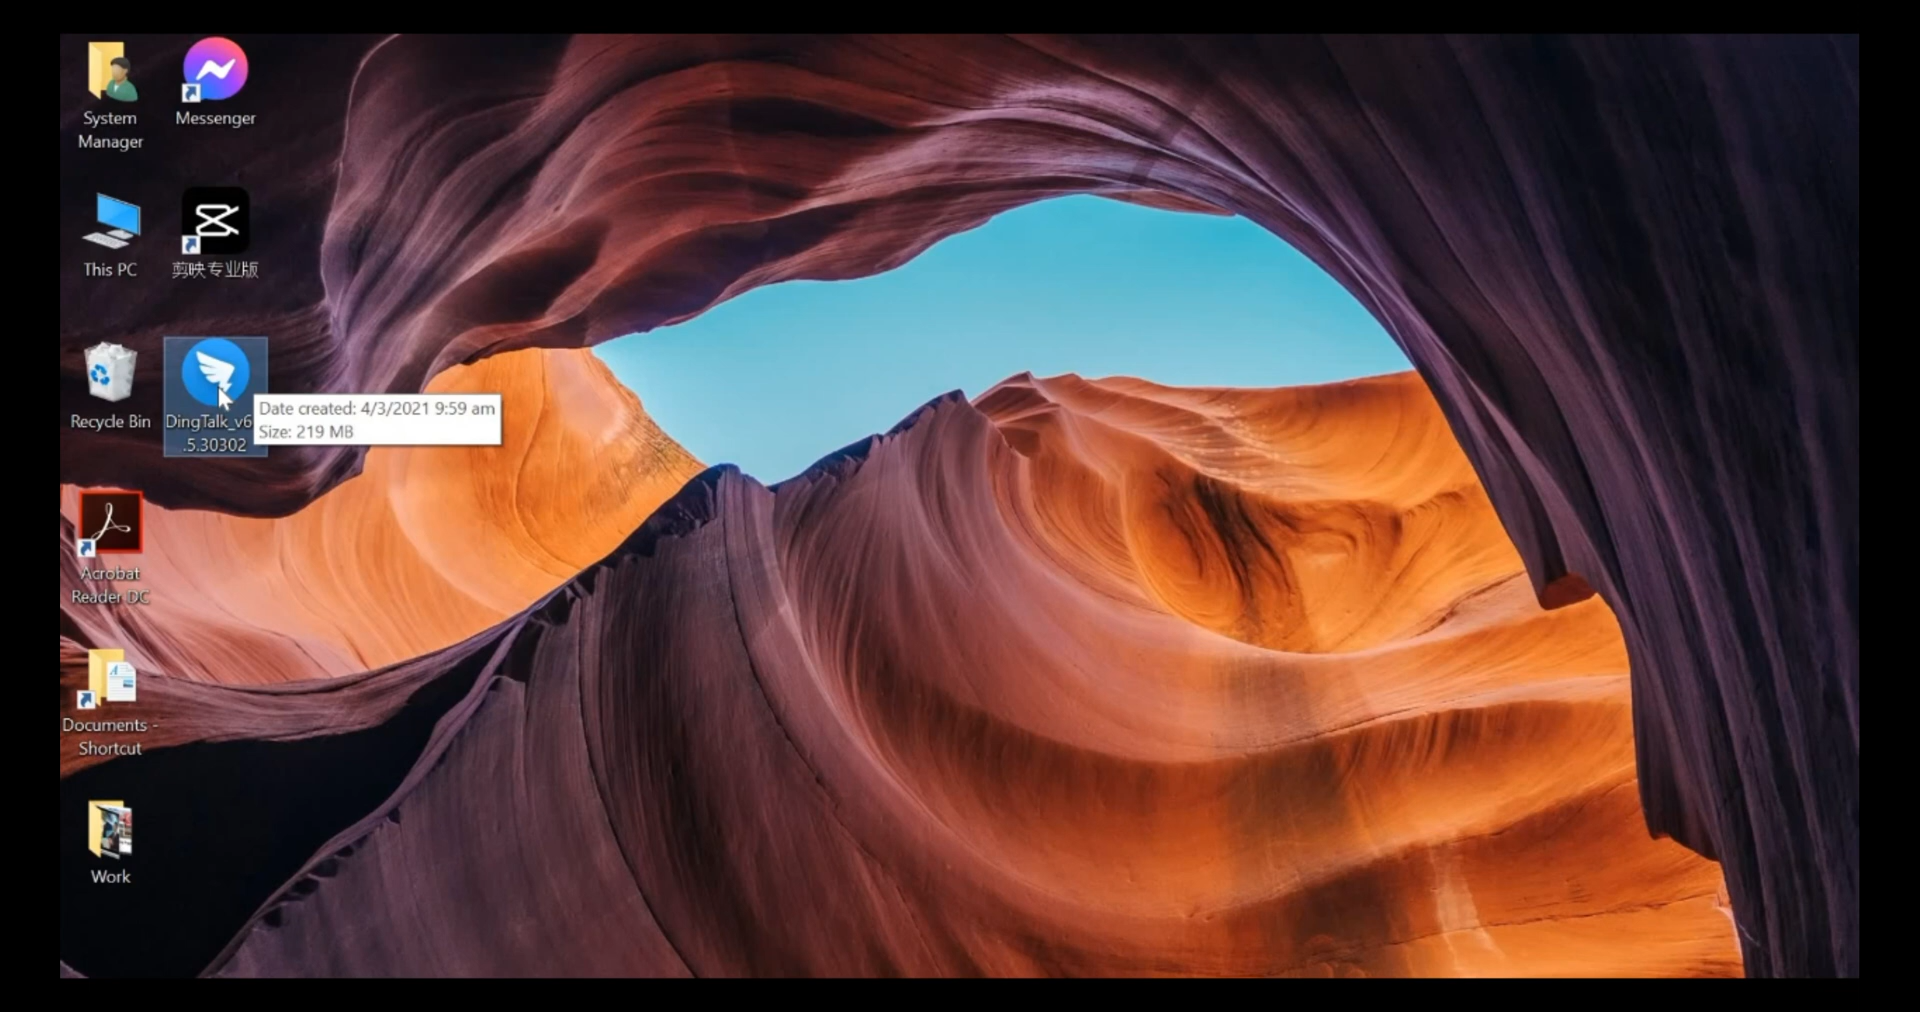 System
Manager
Messenger
This PC
剪映专业版
Recycle Bin
DingTalk_v6
.5.30302
Date created: 4/3/2021 9:59 am
Size: 219 MB
Acrobat
Reader DC
Documents -
Shortcut
Work